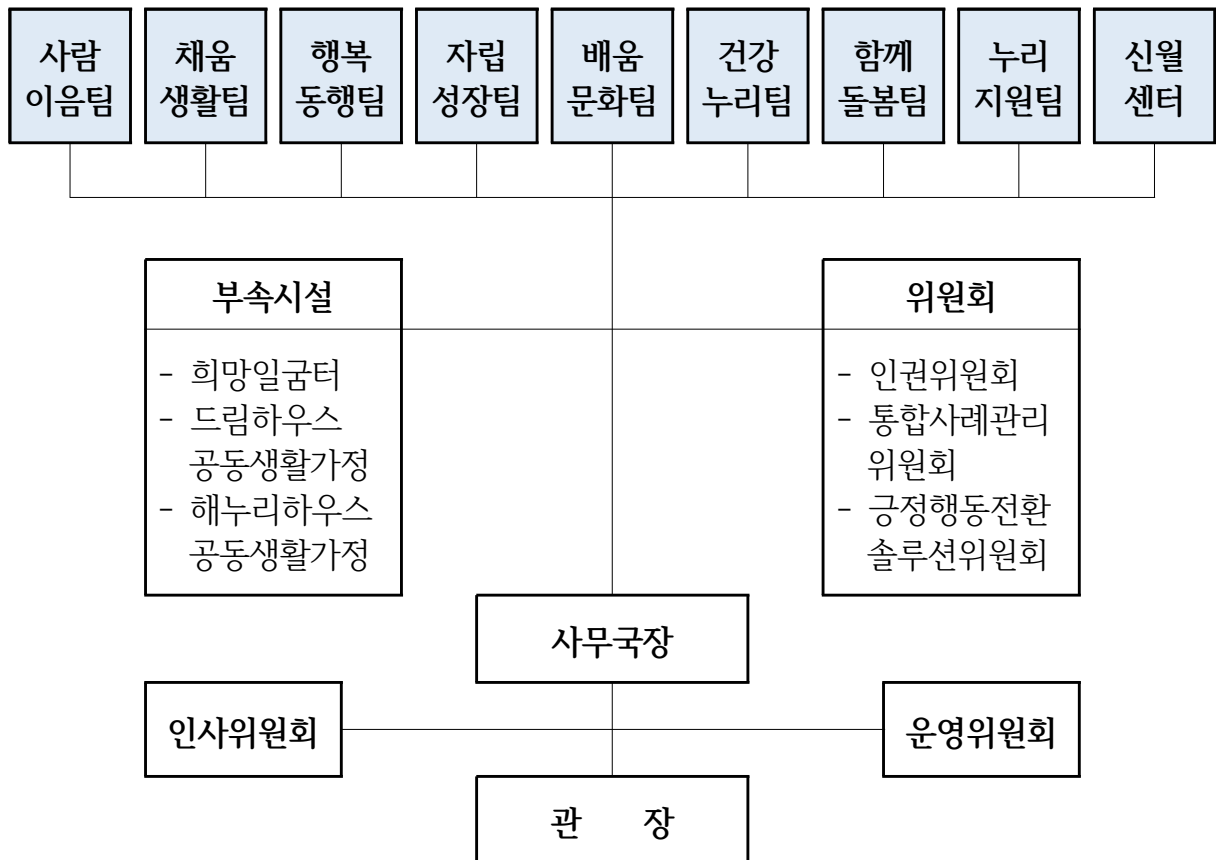 사람
이음팀
채움
생활팀
행복
동행팀
자립
성장팀
배움
문화팀
건강
누리팀
함께
돌봄팀
누리
지원팀
신월
센터
부속시설
- 희망일굼터
- 드림하우스
공동생활가정
- 해누리하우스
공동생활가정
위원회
- 인권위원회
- 통합사례관리
위원회
- 긍정행동전환
솔루션위원회
사무국장
인사위원회
운영위원회
관 장